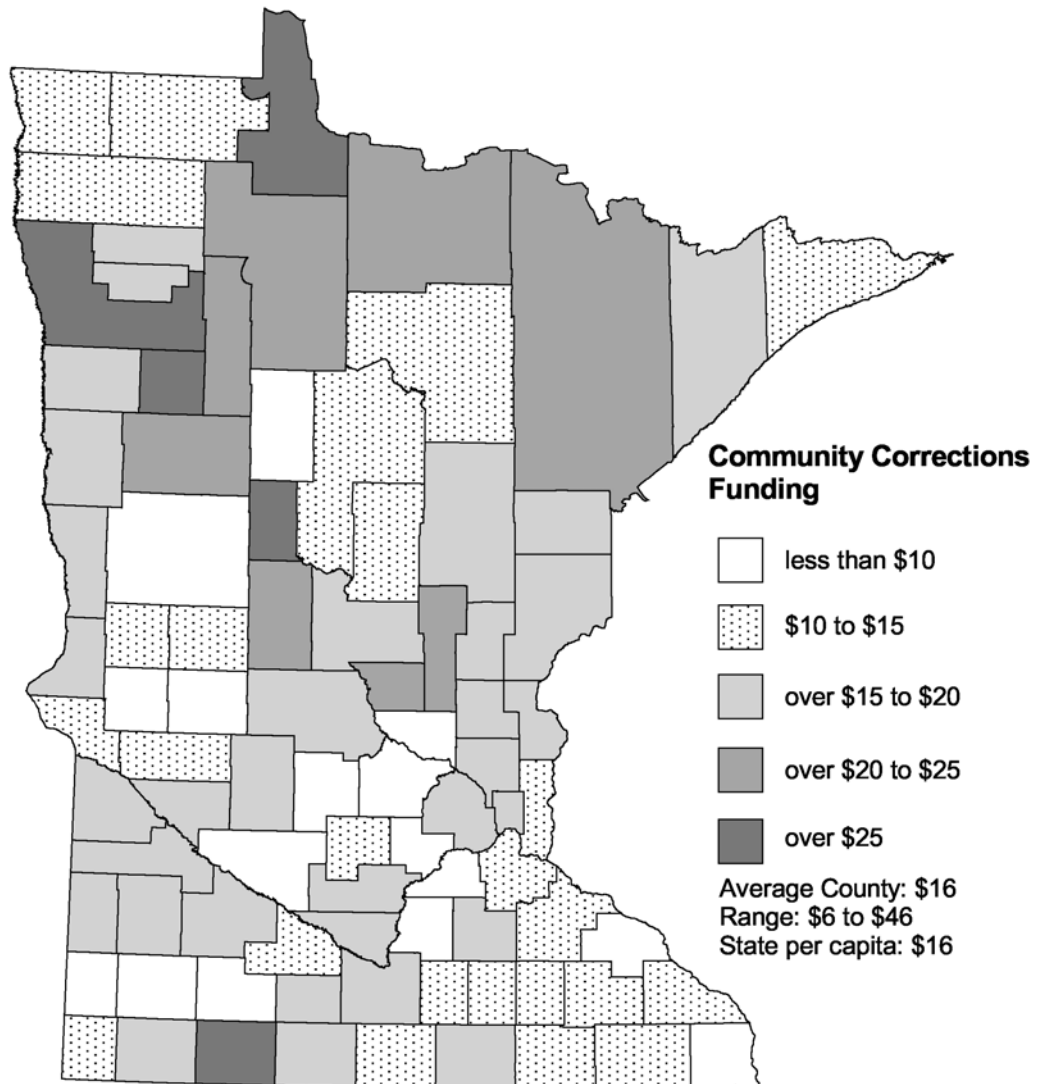 Community Corrections
Funding
less than $10
$10 to $15
over $15 to $20
over $20 to $25
over $25
Average County: $16
Range: $6 to $46
State per capita: $16